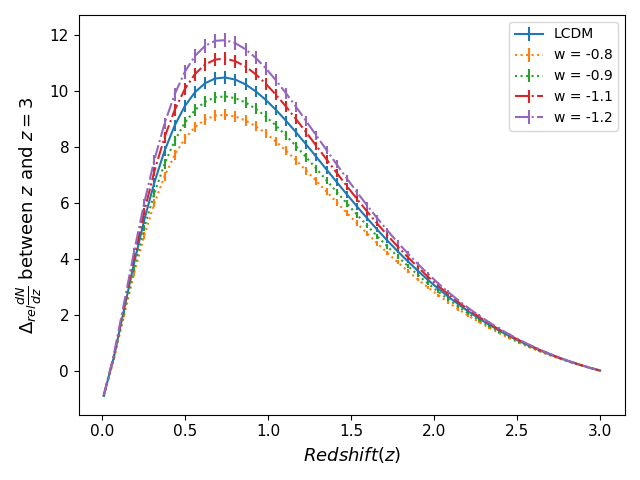 12
10
8
6
4
2
0
0.0 0.5 1.0 1.5 2.0 2.5 3.0
Δ_rel dN/dz between z and z = 3
Redshift(z)
LCDM
w = -0.8
w = -0.9
w = -1.1
w = -1.2